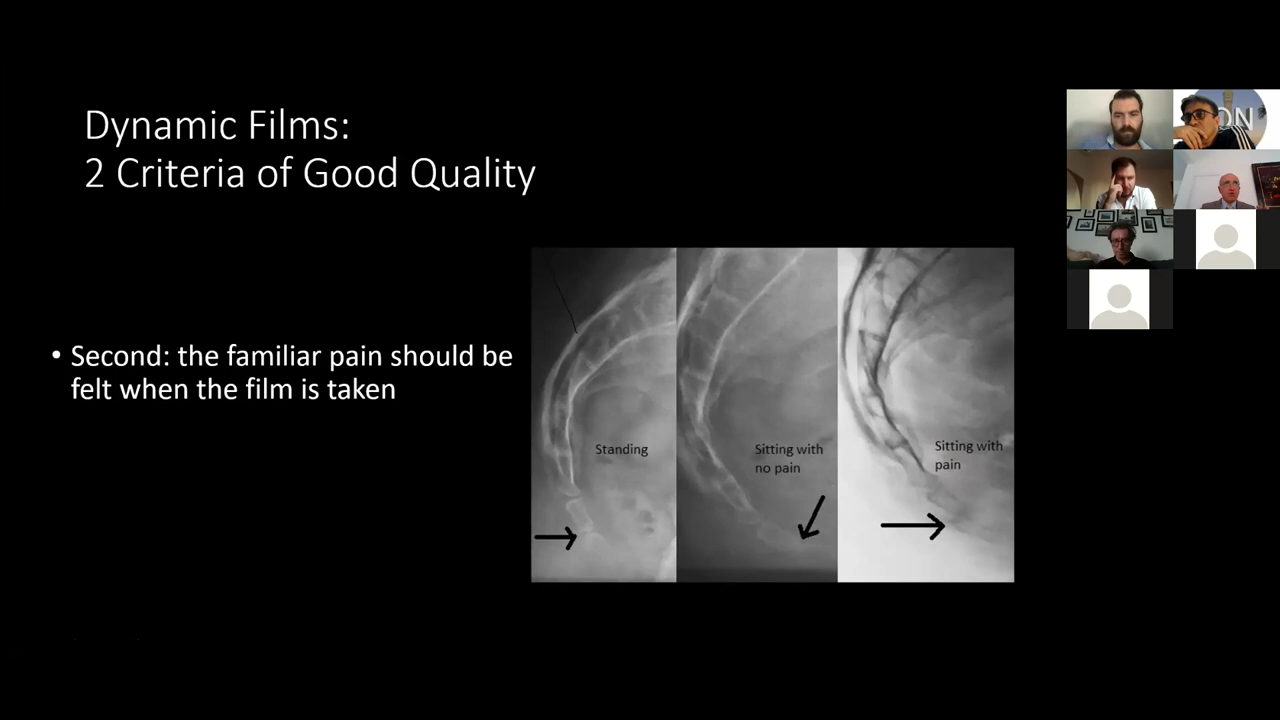 Dynamic Films:
2 Criteria of Good Quality
• Second: the familiar pain should be
felt when the film is taken
Standing
Sitting with
no pain
Sitting with
pain
ON